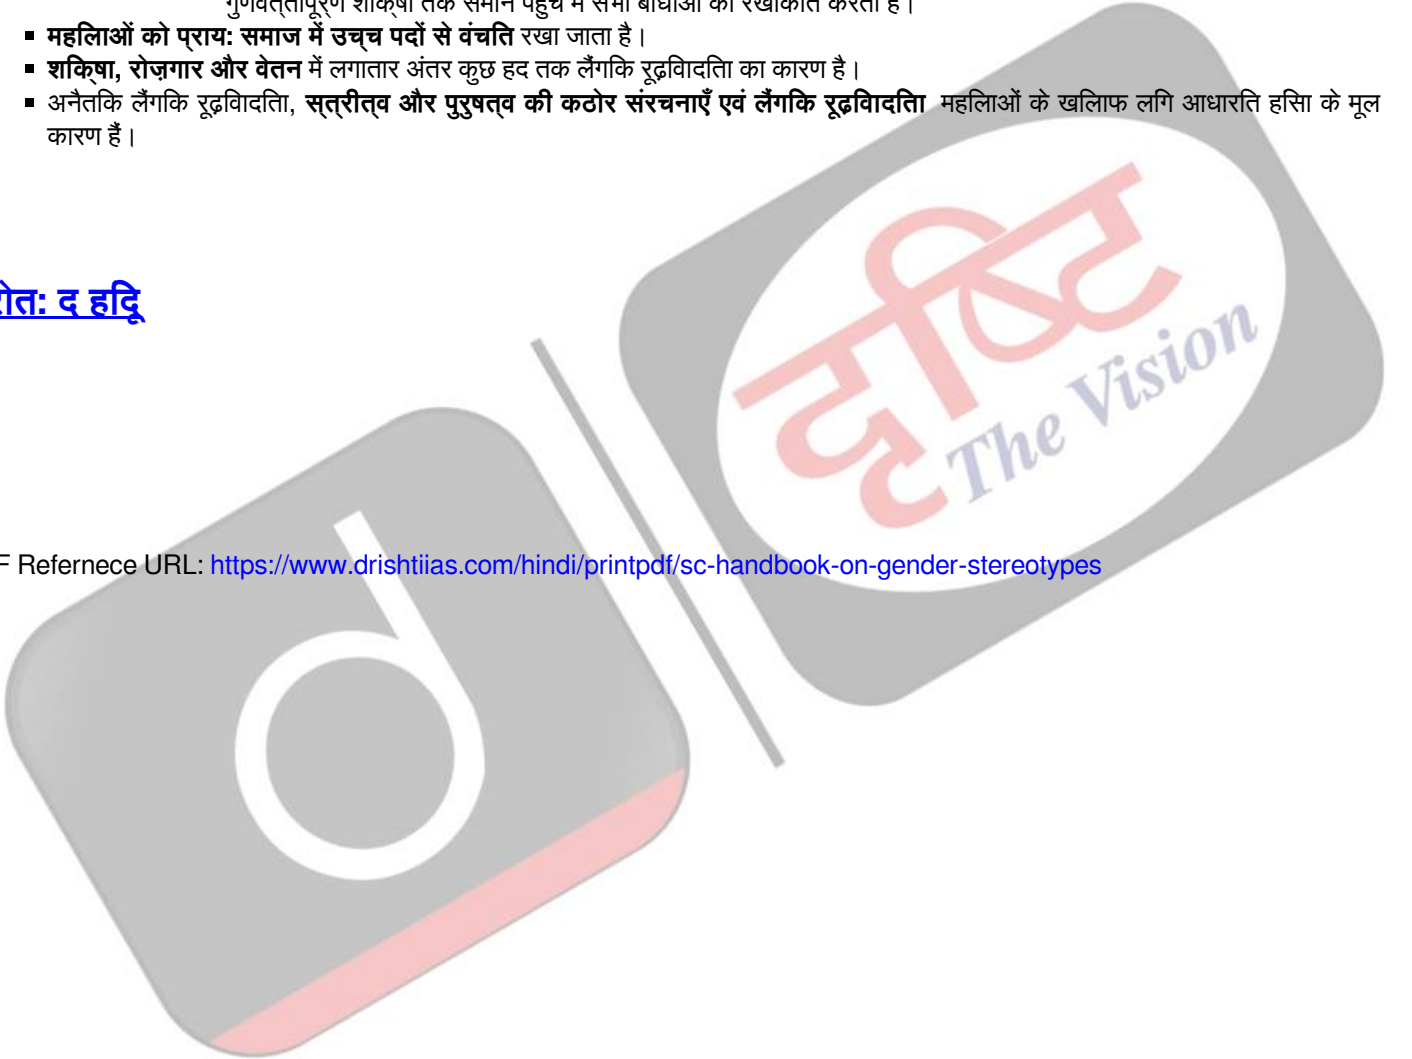 गुणवत्तापूर्ण शिक्षा तक समान पहुँच में सभी बाधाओं को रेखांकित करता है।
महिलाओं को प्राय: समाज में उच्च पदों से वंचित रखा जाता है।
शिक्षा, रोज़गार और वेतन में लगातार अंतर कुछ हद तक लैंगिक रूढ़िवादिता का कारण है।
अनैतिक लैंगिक रूढ़िवादिता, स्त्रीत्व और पुरुषत्व की कठोर संरचनाएँ एवं लैंगिक रूढ़िवादिता महिलाओं के खिलाफ लिंग आधारित हिंसा के मूल
कारण हैं।
रोत: द हिंदू
दृष्टि
The Vision
F Refernece URL: https://www.drishtiias.com/hindi/printpdf/sc-handbook-on-gender-stereotypes
d